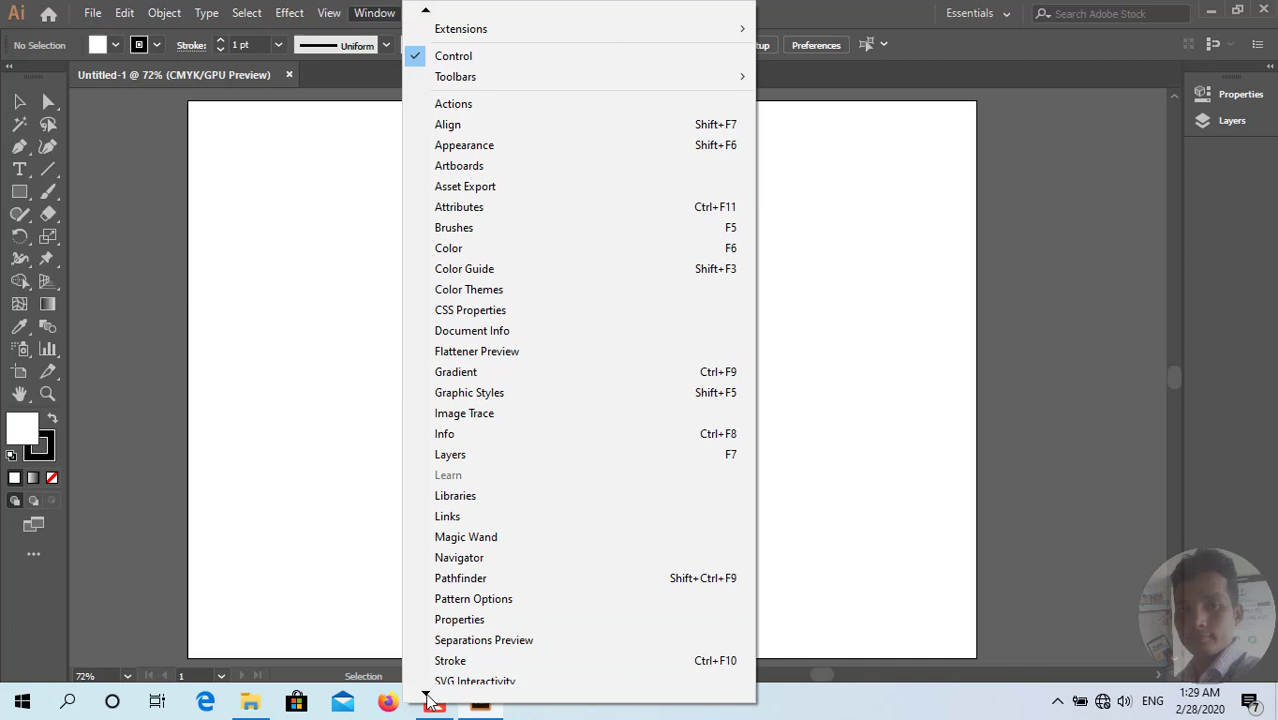 Ai File Edit Object Type Select Effect View Window Essentials Search Adobe Stock
No Selection Stroke: 1 pt Uniform Preferences
Untitled-1 @ 72% (CMYK/GPU Preview)
Extensions
Control
Toolbars
Actions
Align Shift+F7
Appearance Shift+F6
Artboards
Asset Export
Attributes Ctrl+F11
Brushes F5
Color F6
Color Guide Shift+F3
Color Themes
CSS Properties
Document Info
Flattener Preview
Gradient Ctrl+F9
Graphic Styles Shift+F5
Image Trace
Info Ctrl+F8
Layers F7
Learn
Libraries
Links
Magic Wand
Navigator
Pathfinder Shift+Ctrl+F9
Pattern Options
Properties
Separations Preview
Stroke Ctrl+F10
SVG Interactivity
Properties
Layers
72% 1 Selection
ENG 1:29 AM
2/28/2020 7